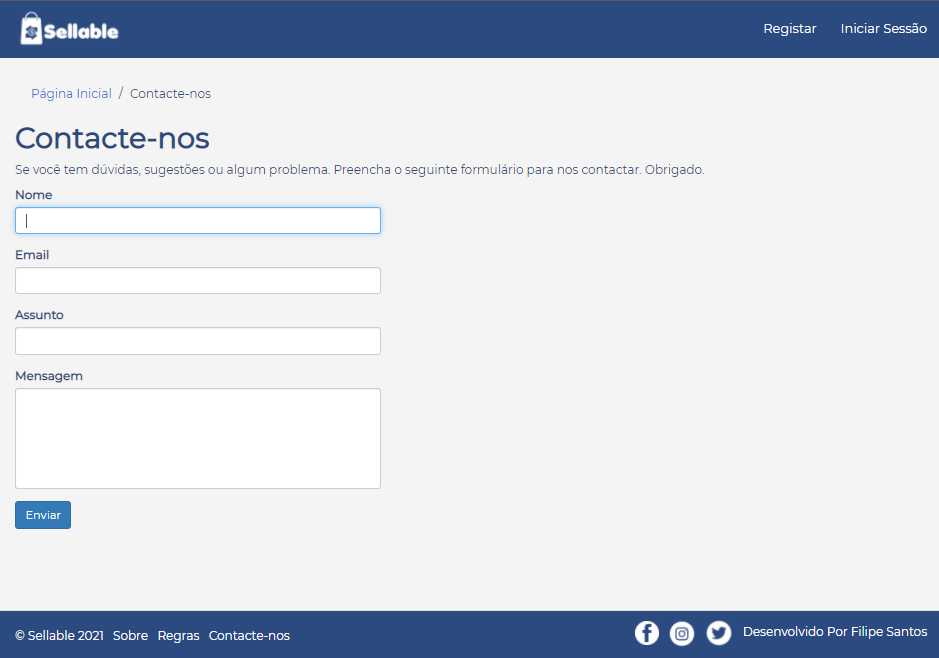 Sellable
Registar Iniciar Sessão
Página Inicial / Contacte-nos
Contacte-nos
Se você tem dúvidas, sugestões ou algum problema. Preencha o seguinte formulário para nos contactar. Obrigado.
Nome
Email
Assunto
Mensagem
Enviar
© Sellable 2021 Sobre Regras Contacte-nos
Desenvolvido Por Filipe Santos